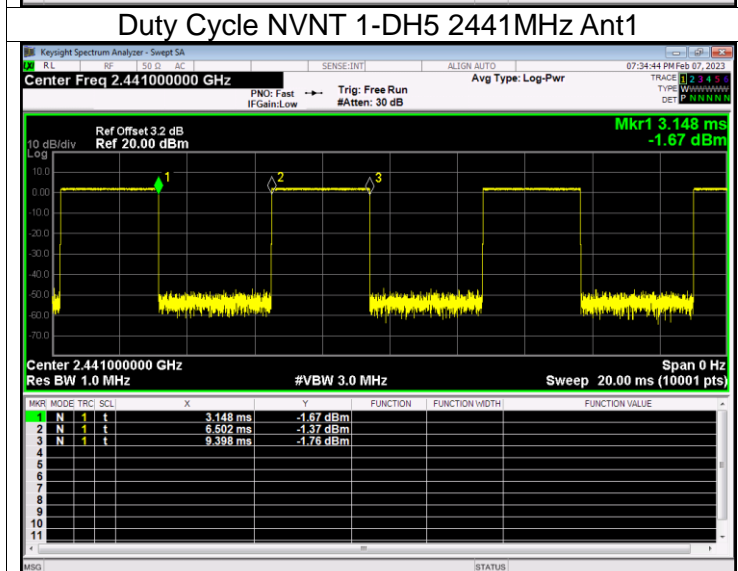 Duty Cycle NVNT 1-DH5 2441MHz Ant1
Keysight Spectrum Analyzer - Swept SA
RL RF 50 Ω AC SENSE:INT ALIGN AUTO 07:34:44 PM Feb 07, 2023
Center Freq 2.441000000 GHz Avg Type: Log-Pwr TRACE 1 2 3 4 5 6
PNO: Fast Trig: Free Run TYPE WWWWWW
IFGain:Low #Atten: 30 dB DET P N N N N N
Mkr1 3.148 ms
-1.67 dBm
Ref Offset 3.2 dB
10 dB/div Ref 20.00 dBm
Log
10.0
0.00
-10.0
-20.0
-30.0
-40.0
-50.0
-60.0
-70.0
1
2
3
Center 2.441000000 GHz Span 0 Hz
Res BW 1.0 MHz #VBW 3.0 MHz Sweep 20.00 ms (10001 pts)
MKR MODE TRC SCL X Y FUNCTION FUNCTION WIDTH FUNCTION VALUE
1 N 1 t 3.148 ms -1.67 dBm
2 N 1 t 6.502 ms -1.37 dBm
3 N 1 t 9.398 ms -1.76 dBm
4
5
6
7
8
9
10
11
MSG STATUS